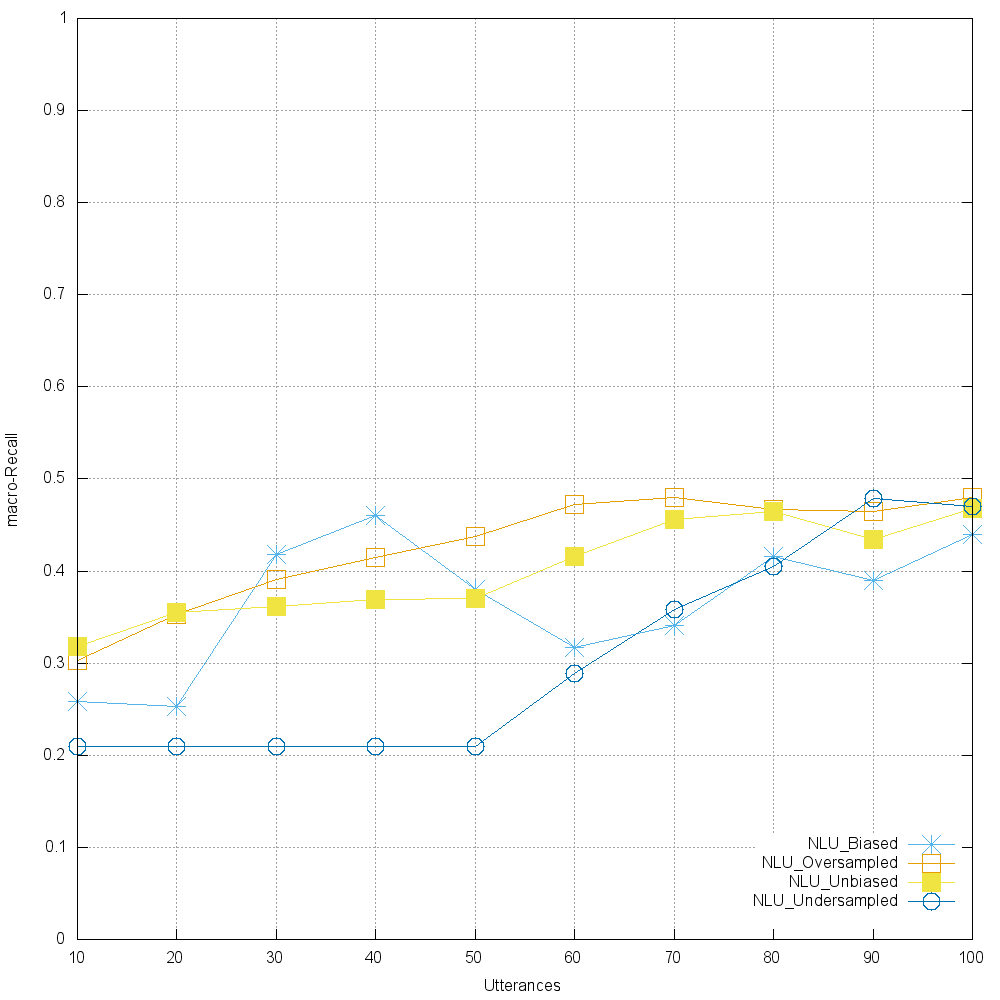 1
0.9
0.8
0.7
0.6
0.5
0.4
0.3
0.2
0.1
0
macro-Recall
NLU_Biased
NLU_Oversampled
NLU_Unbiased
NLU_Undersampled
10 20 30 40 50 60 70 80 90 100
Utterances